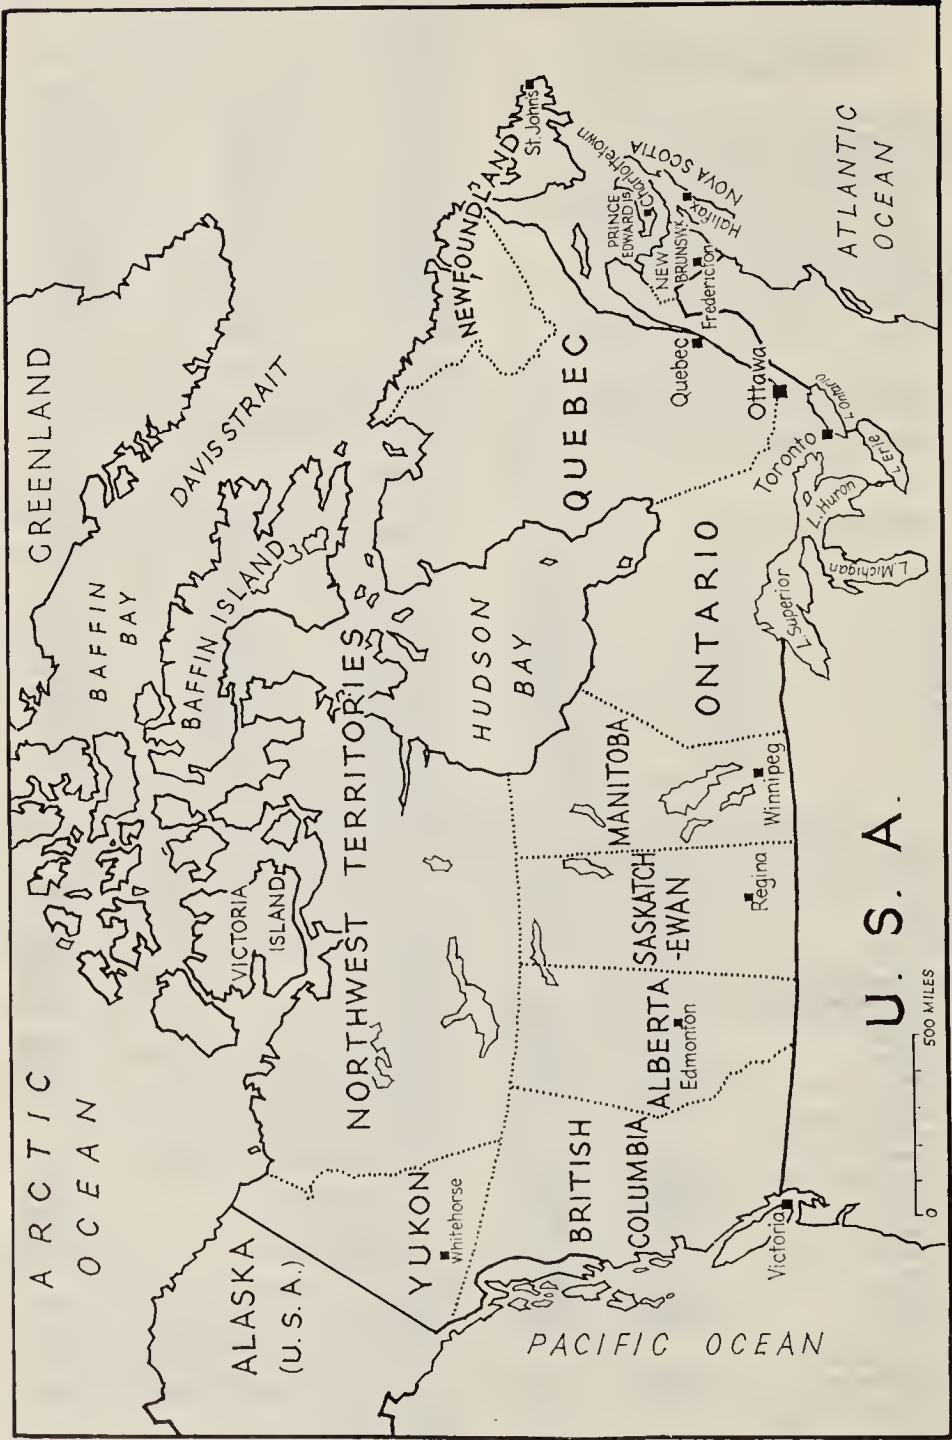 GREENLAND
ARCTIC
OCEAN
BAFFIN
BAY
DAVIS STRAIT
BAFFIN ISLAND
VICTORIA
ISLAND
ALASKA
(U.S.A.)
NORTHWEST TERRITORIES
YUKON
Whitehorse
HUDSON
BAY
NEWFOUNDLAND
St. John's
QUEBEC
Quebec
BRITISH
COLUMBIA
Victoria
ALBERTA
Edmonton
SASKATCH
-EWAN
Regina
MANITOBA
Winnipeg
ONTARIO
Ottawa
Toronto
PRINCE
EDWARD IS.
Charlottetown
NEW
BRUNSWK.
Fredericton
NOVA SCOTIA
Halifax
L. Superior
L. Michigan
L. Huron
L. Erie
L. Ontario
PACIFIC OCEAN
U. S. A.
ATLANTIC
OCEAN
0 500 MILES